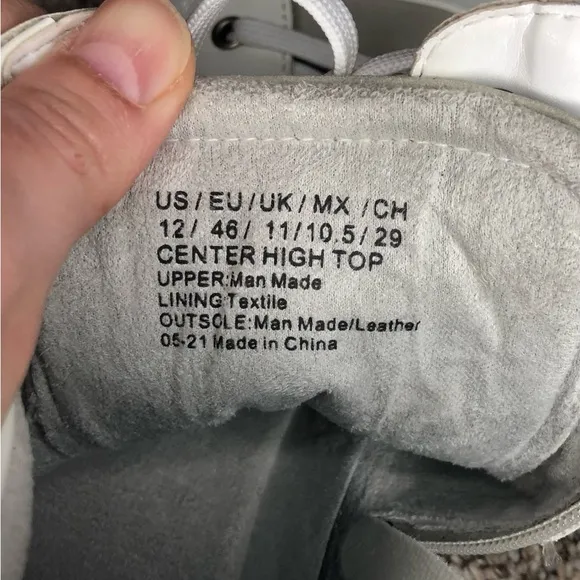 US/EU/UK/MX/CH
12/ 46/ 11/10.5/29
CENTER HIGH TOP
UPPER:Man Made
LINING:Textile
OUTSOLE:Man Made/Leather
05-21 Made in China